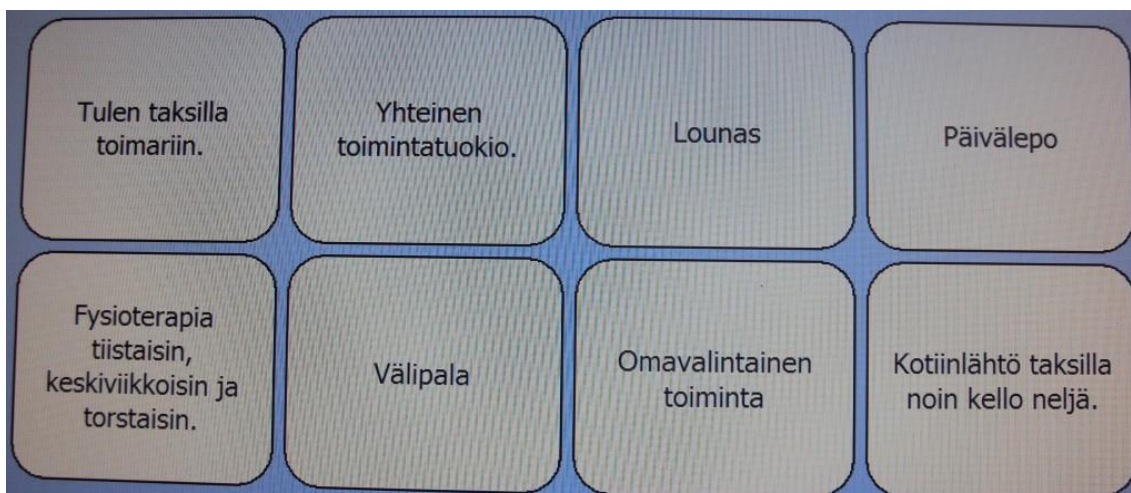 Tulen taksilla
toimariin.
Yhteinen
toimintatuokio.
Lounas
Päivälepo
Fysioterapia
tiistaisin,
keskiviikkoisin ja
torstaisin.
Välipala
Omavalintainen
toiminta
Kotiinlähtö taksilla
noin kello neljä.